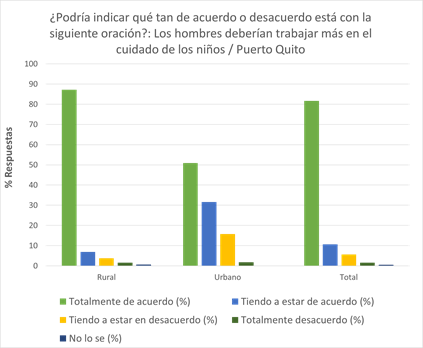 ¿Podría indicar qué tan de acuerdo o desacuerdo está con la
siguiente oración?: Los hombres deberían trabajar más en el
cuidado de los niños / Puerto Quito
% Respuestas
100
90
80
70
60
50
40
30
20
10
0
Rural
Urbano
Total
Totalmente de acuerdo (%)
Tiendo a estar de acuerdo (%)
Tiendo a estar en desacuerdo (%)
Totalmente desacuerdo (%)
No lo se (%)